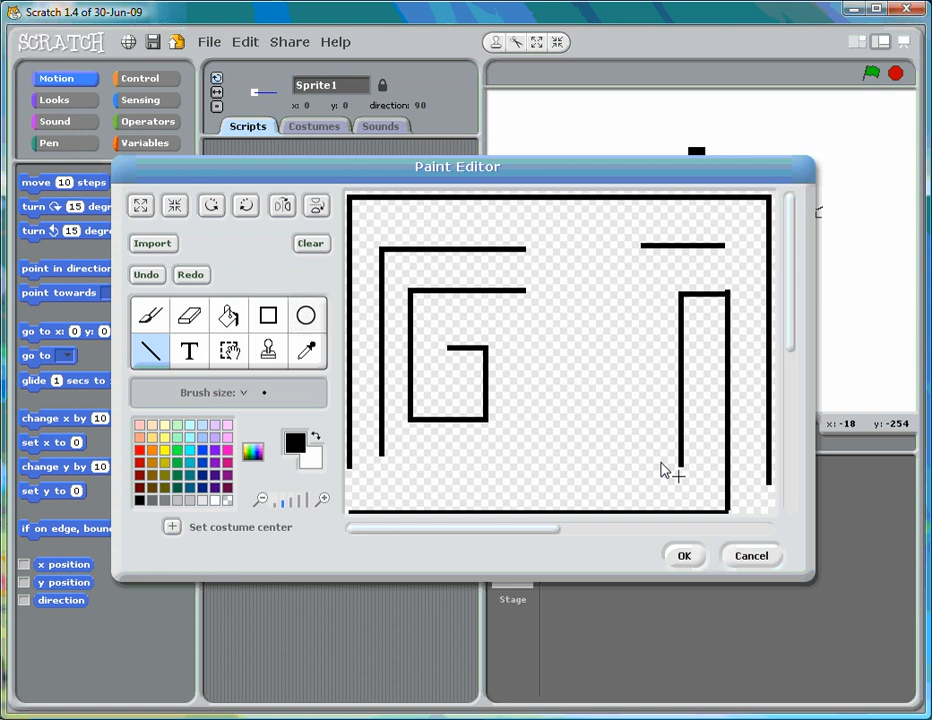 Scratch 1.4 of 30-Jun-09
SCRATCH File Edit Share Help
Motion Control
Looks Sensing
Sound Operators
Pen Variables
Sprite1
x: 0 y: 0 direction: 90
Scripts Costumes Sounds
Paint Editor
move 10 steps
turn 15 degr
turn 15 degre
point in direction
point towards
go to x: 0 y: 0
go to
glide 1 secs to x
change x by 10
set x to 0
change y by 10
set y to 0
if on edge, boun
x position
y position
direction
Import Clear
Undo Redo
T
Brush size:
Set costume center
OK Cancel
x: -18 y: -254
Stage